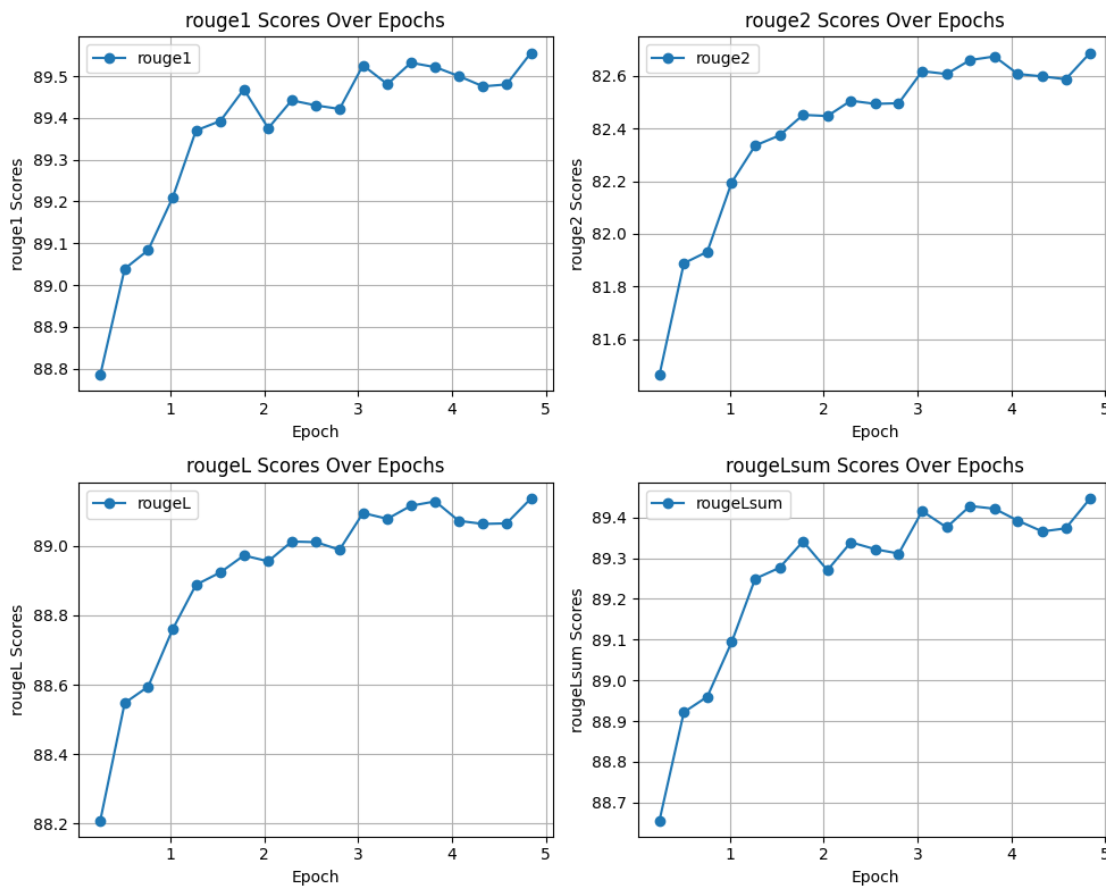 rouge1 Scores Over Epochs
rouge1
rouge1 Scores
89.5
89.4
89.3
89.2
89.1
89.0
88.9
88.8
1 2 3 4 5
Epoch
rouge2 Scores Over Epochs
rouge2
rouge2 Scores
82.6
82.4
82.2
82.0
81.8
81.6
1 2 3 4 5
Epoch
rougeL Scores Over Epochs
rougeL
rougeL Scores
89.0
88.8
88.6
88.4
88.2
1 2 3 4 5
Epoch
rougeLsum Scores Over Epochs
rougeLsum
rougeLsum Scores
89.4
89.3
89.2
89.1
89.0
88.9
88.8
88.7
1 2 3 4 5
Epoch